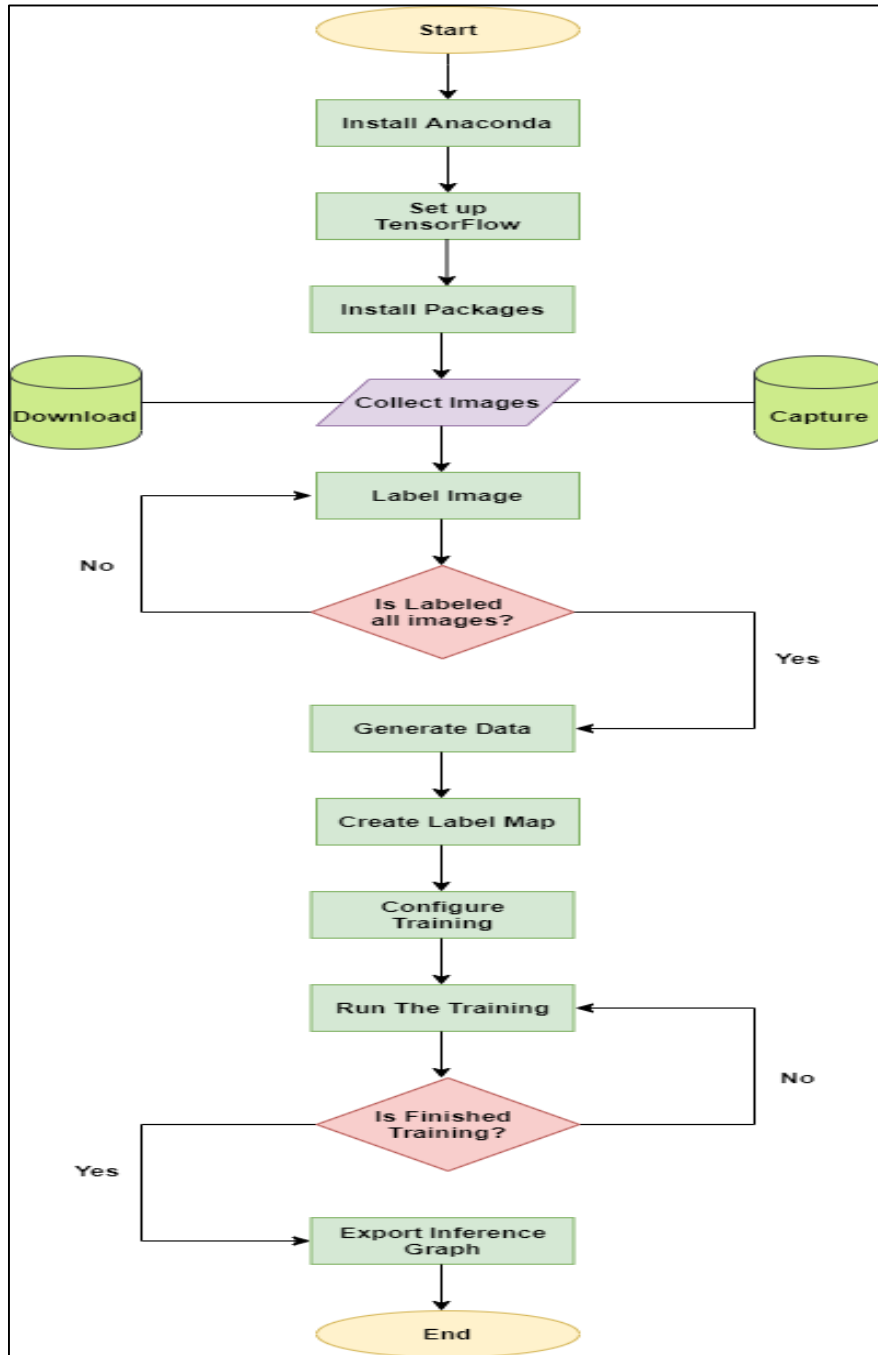 Start
Install Anaconda
Set up
TensorFlow
Install Packages
Download
Collect Images
Capture
Label Image
No
Is Labeled
all images?
Yes
Generate Data
Create Label Map
Configure
Training
Run The Training
No
Is Finished
Training?
Yes
Export Inference
Graph
End